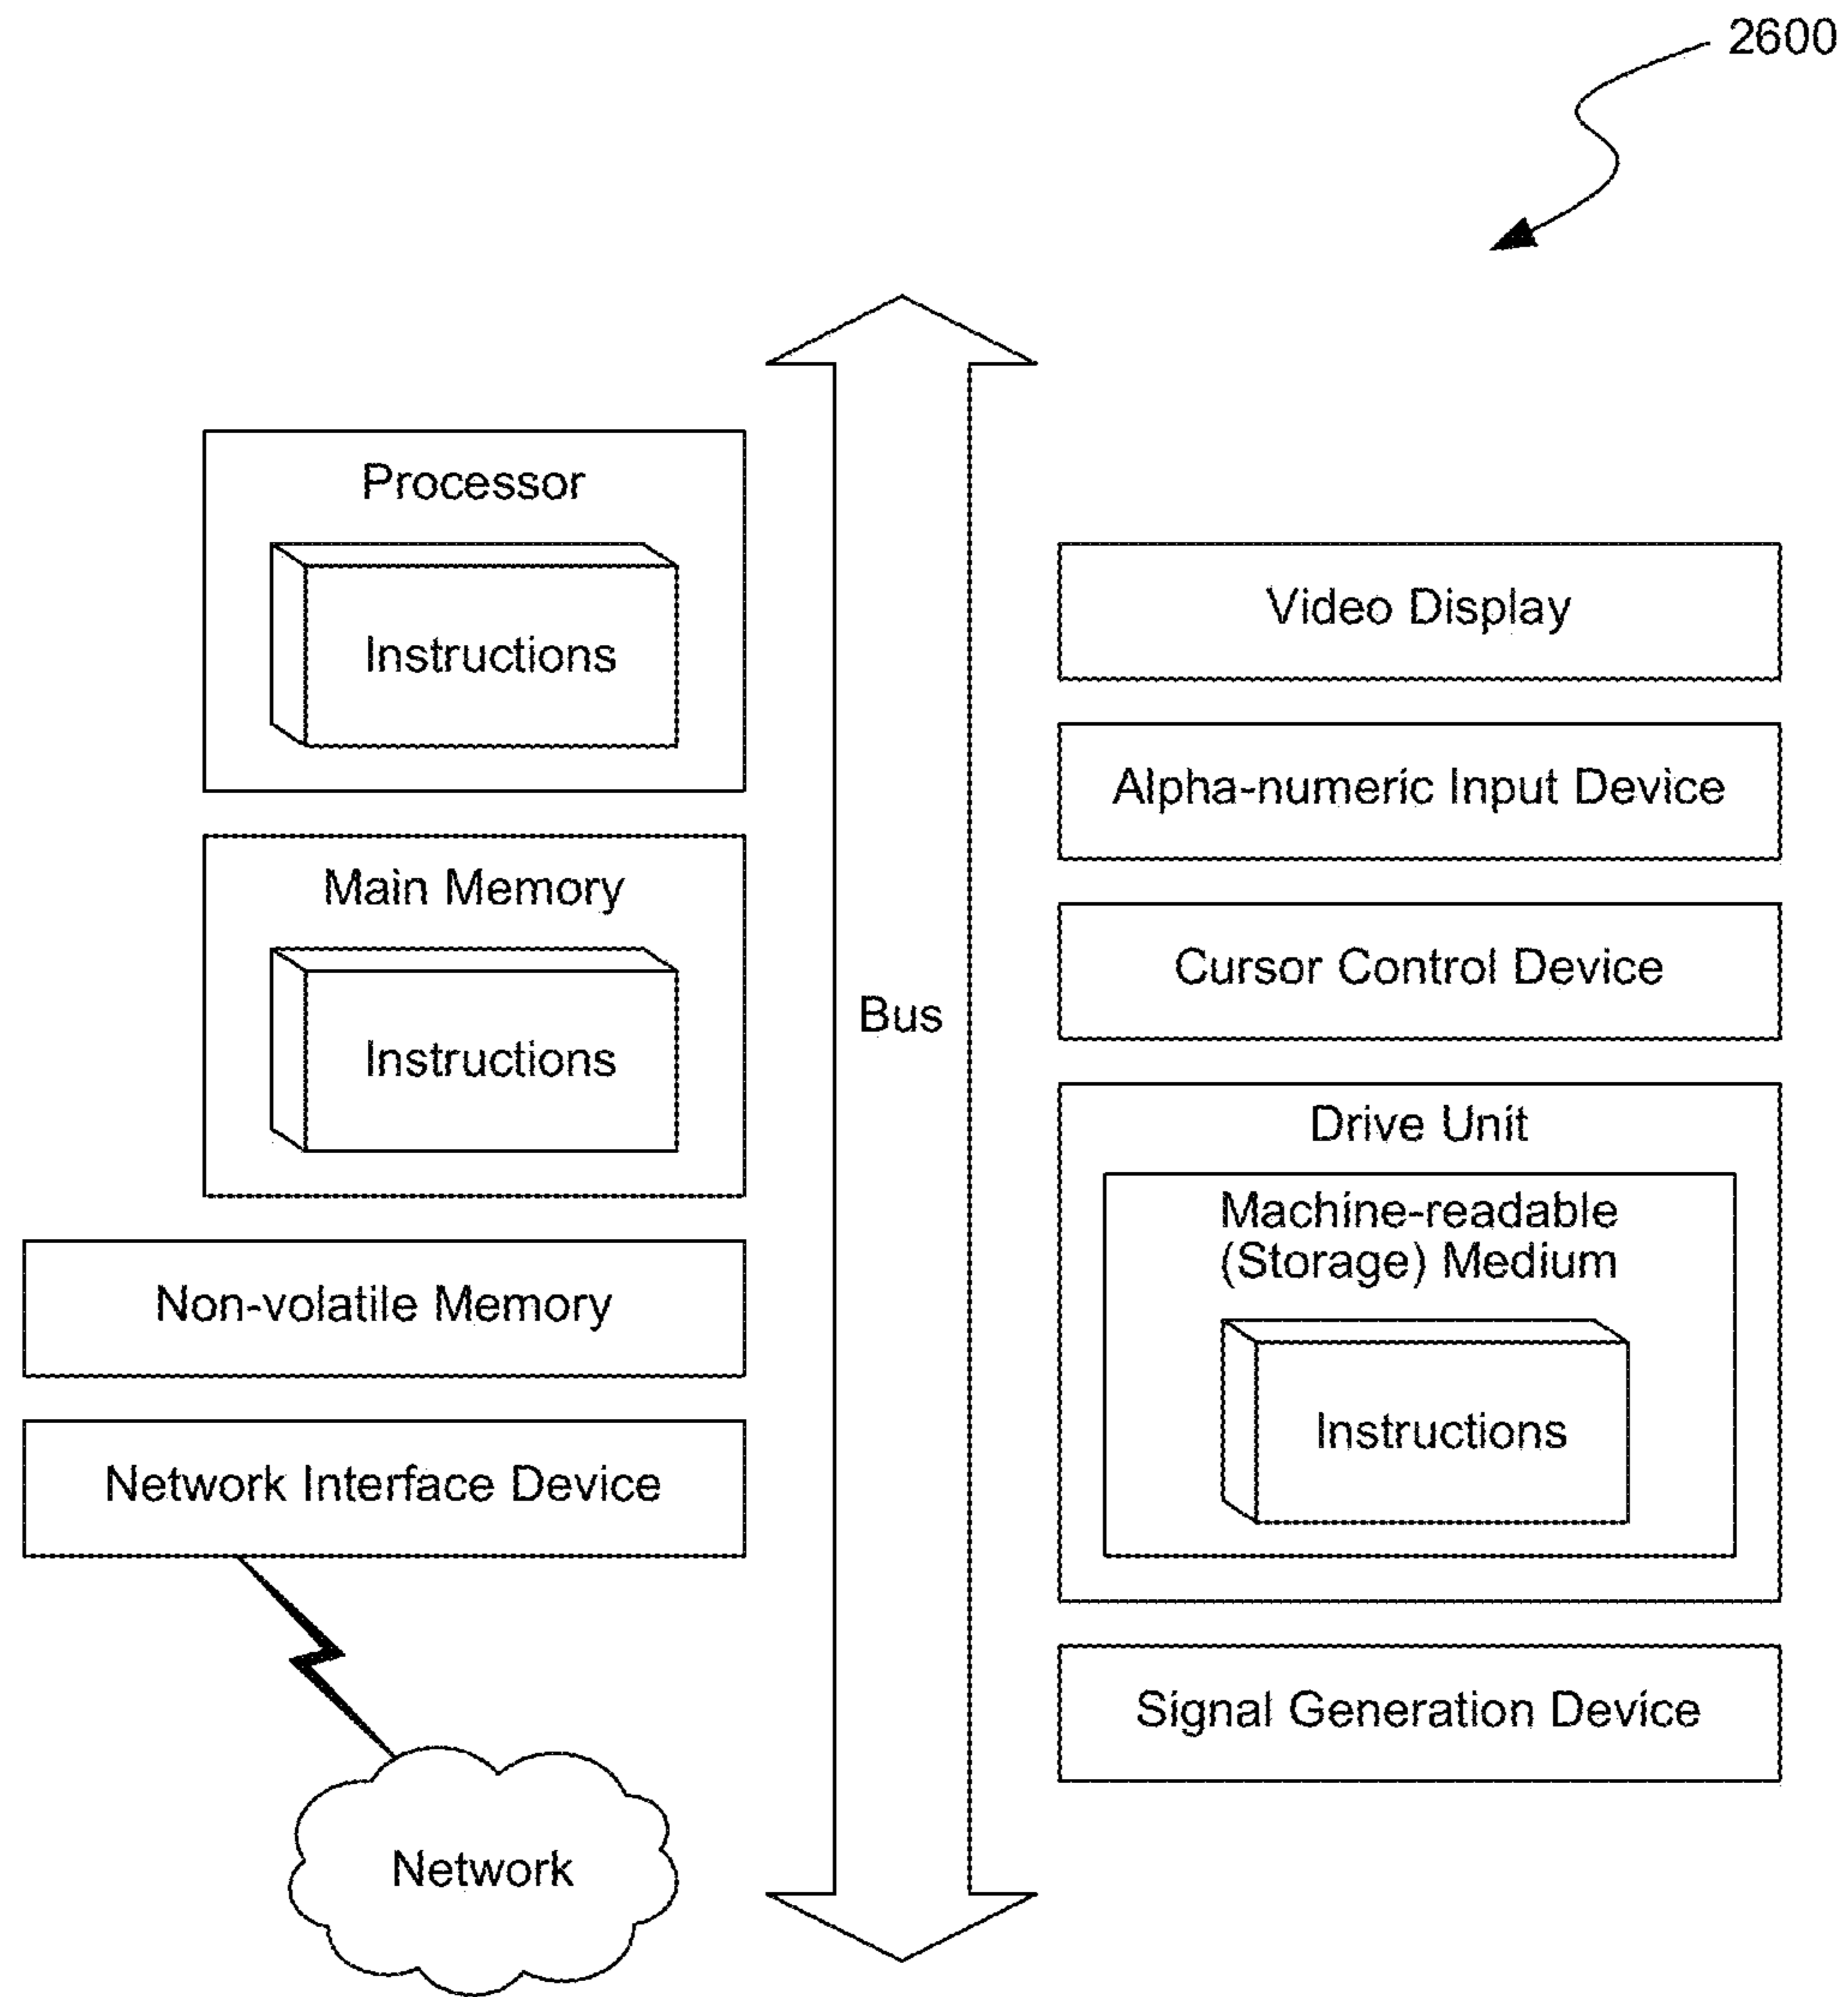 2600
Processor
Instructions
Main Memory
Instructions
Non-volatile Memory
Network Interface Device
Network
Bus
Video Display
Alpha-numeric Input Device
Cursor Control Device
Drive Unit
Machine-readable
(Storage) Medium
Instructions
Signal Generation Device